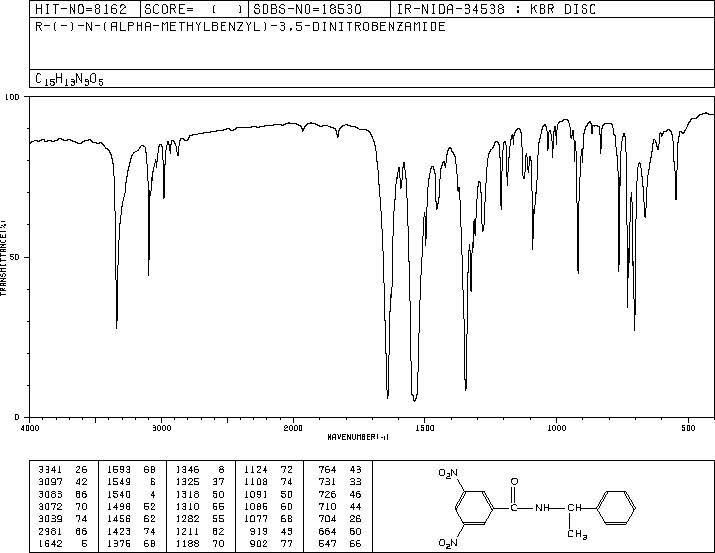 HIT-NO=8162 SCORE= ( ) SDBS-NO=18530 IR-NIDA-34538 : KBR DISC
R-(-)-N-(ALPHA-METHYLBENZYL)-3,5-DINITROBENZAMIDE
C15H13N3O5
100
50
0
TRANSMITTANCE(%)
4000 3000 2000 1500 1000 500
WAVENUMBER(-1)
3341 26 1593 68 1346 8 1124 72 764 43
3097 42 1549 6 1325 37 1108 74 731 33
3083 66 1540 4 1318 50 1091 50 726 46
3072 70 1498 52 1310 55 1086 60 710 44
3039 74 1456 62 1282 55 1077 68 704 26
2981 66 1423 74 1211 62 919 43 664 60
1642 5 1376 68 1188 70 902 77 547 66
O2N
O
NH
CH3
O2N